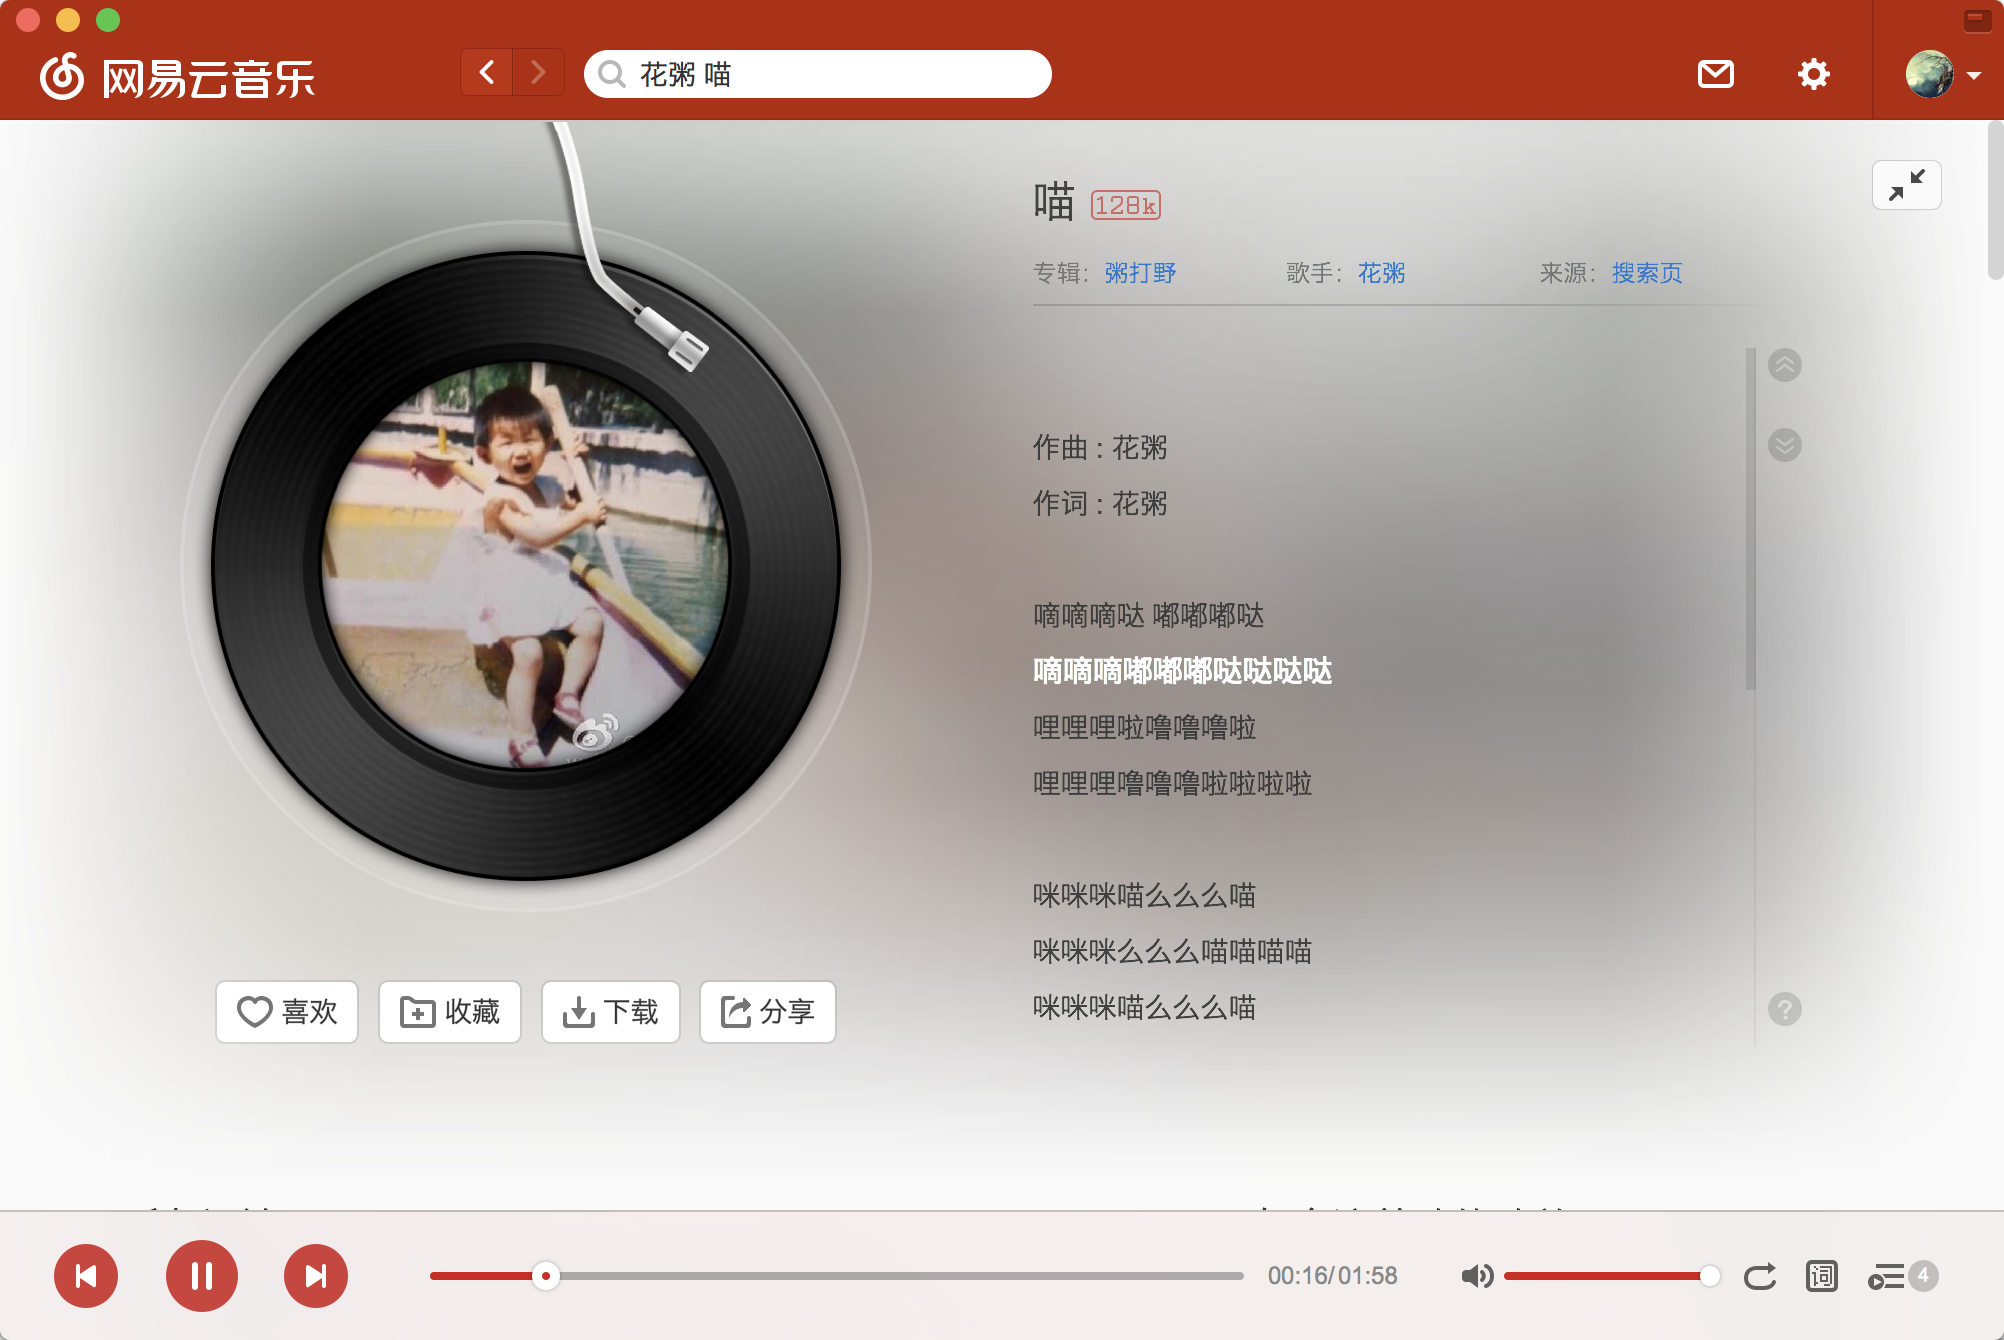 网易云音乐
花粥 喵
喵 128k
专辑： 粥打野 歌手： 花粥 来源： 搜索页
作曲 : 花粥
作词 : 花粥
嘀嘀嘀哒 嘟嘟嘟哒
嘀嘀嘀嘟嘟嘟哒哒哒哒
哩哩哩啦噜噜噜啦
哩哩哩噜噜噜啦啦啦啦
咪咪咪喵么么么喵
咪咪咪么么么喵喵喵喵
咪咪咪喵么么么喵
喜欢 收藏 下载 分享
00:16/01:58
词
4